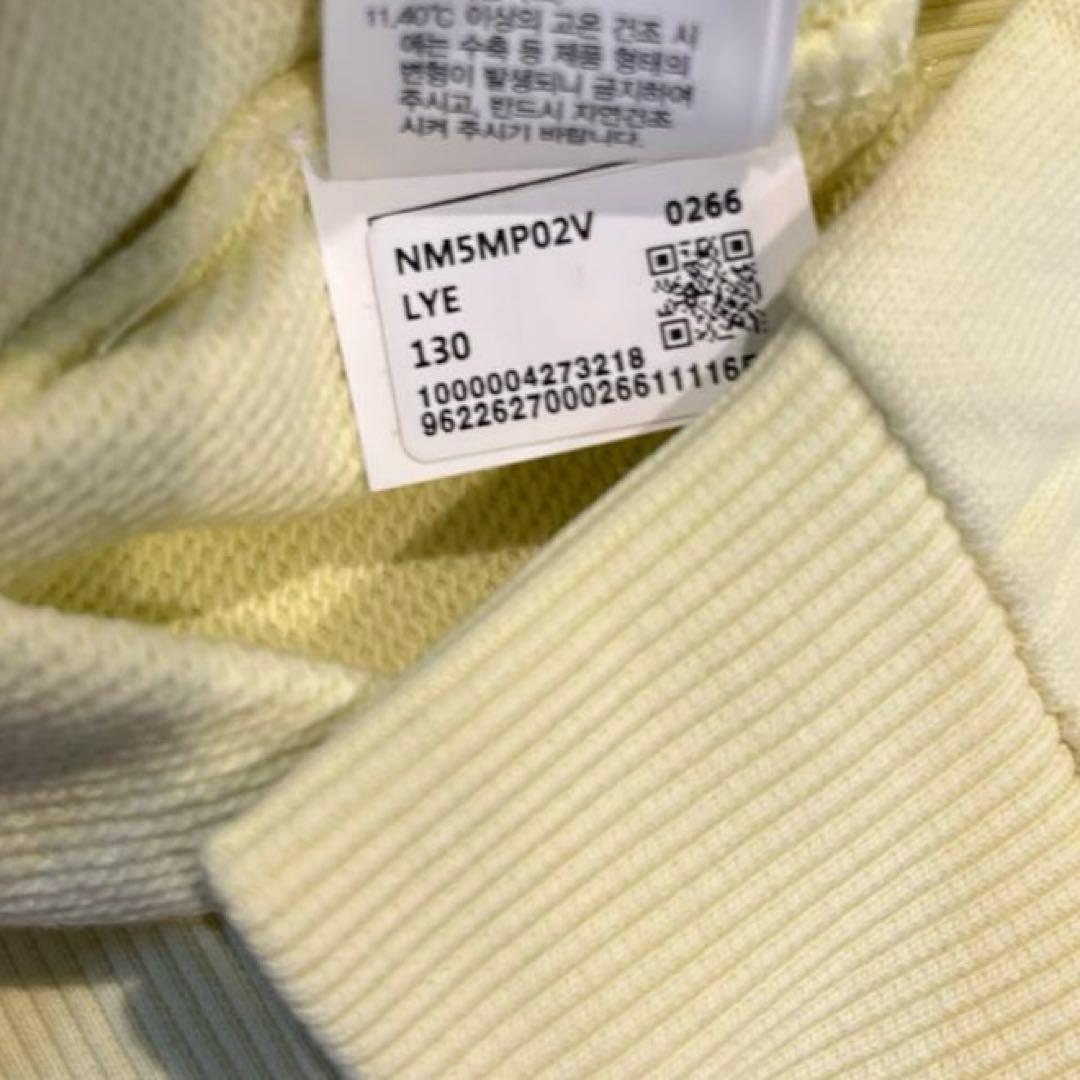 11,40℃ 이상의 고온 건조 시
에는 수축 등 제품 형태의
변형이 발생되니 금지하여
주시고, 반드시 자연건조
시켜 주시기 바랍니다.
NM5MP02V 0266
LYE
130
1000004273218
96226270002661111165